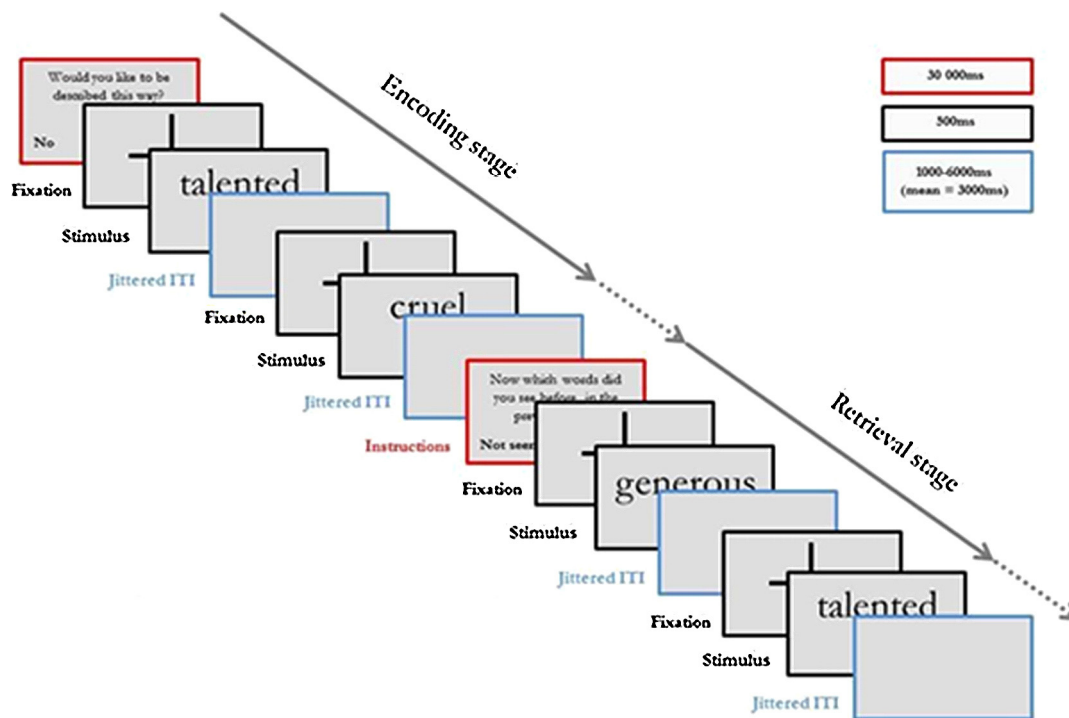 Would you like to be
described this way?
No
Fixation
talented
Stimulus
Jittered ITI
Fixation
cruel
Stimulus
Jittered ITI
Now which words did
you see before, in the
Not seen
Instructions
Fixation
generous
Stimulus
Jittered ITI
Fixation
talented
Stimulus
Jittered ITI
Encoding stage
Retrieval stage
30 000ms
500ms
1000-6000ms
(mean = 3000ms)